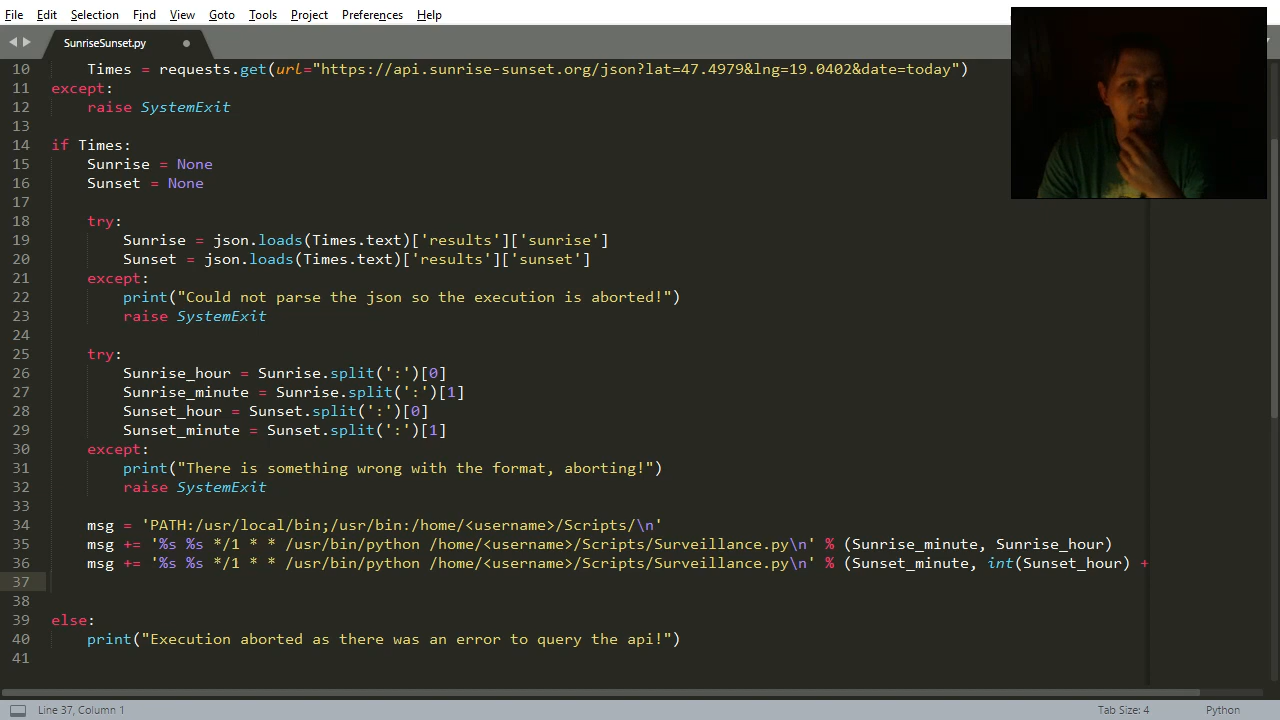 File Edit Selection Find View Goto Tools Project Preferences Help
SunriseSunset.py
10 Times = requests.get(url="https://api.sunrise-sunset.org/json?lat=47.4979&lng=19.0402&date=today")
11 except:
12 raise SystemExit
13
14 if Times:
15 Sunrise = None
16 Sunset = None
17
18 try:
19 Sunrise = json.loads(Times.text)['results']['sunrise']
20 Sunset = json.loads(Times.text)['results']['sunset']
21 except:
22 print("Could not parse the json so the execution is aborted!")
23 raise SystemExit
24
25 try:
26 Sunrise_hour = Sunrise.split(':')[0]
27 Sunrise_minute = Sunrise.split(':')[1]
28 Sunset_hour = Sunset.split(':')[0]
29 Sunset_minute = Sunset.split(':')[1]
30 except:
31 print("There is something wrong with the format, aborting!")
32 raise SystemExit
33
34 msg = 'PATH:/usr/local/bin;/usr/bin:/home/<username>/Scripts/\n'
35 msg += '%s %s */1 * * /usr/bin/python /home/<username>/Scripts/Surveillance.py\n' % (Sunrise_minute, Sunrise_hour)
36 msg += '%s %s */1 * * /usr/bin/python /home/<username>/Scripts/Surveillance.py\n' % (Sunset_minute, int(Sunset_hour) +
37
38
39 else:
40 print("Execution aborted as there was an error to query the api!")
41
Line 37, Column 1 Tab Size: 4 Python